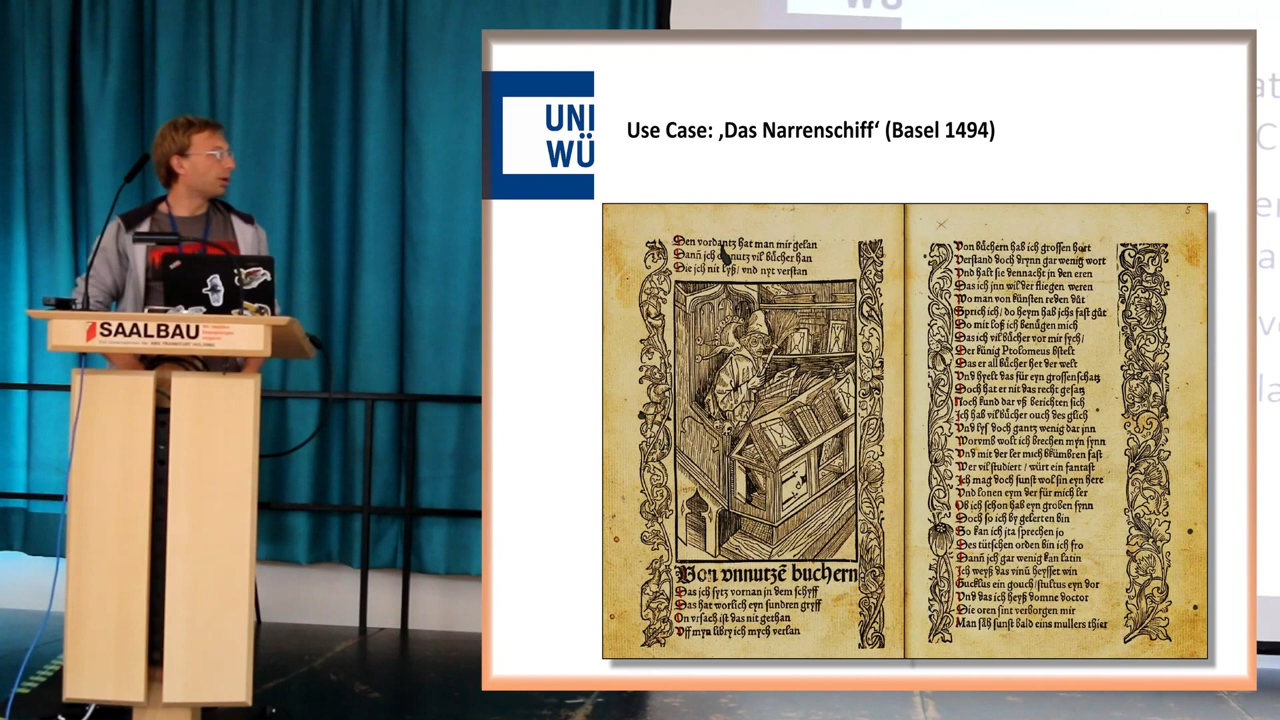 WÜ
UNI
WÜ
Use Case: ‚Das Narrenschiff‘ (Basel 1494)
SAALBAU
Den vordantz hat man mir gelan
Dann ich on nutz vil bücher han
Die ich nit lyß / vnd nyt verstan
Von vnnutzẽ buchern
Das ich sytz vornan in dem schyff
Das hat worlich eyn sundren gryff
On vrsach ist das nit gethan
Vff myn libry ich mych verlan
5
Von büchern hab ich grossen hort
Verstand doch drynn gar wenig wort
Vnd halt sie dennacht in den eren
Das ich jnn wil der fliegen weren
Wo man von künsten reden důt
Sprich ich / do heym hab ichs fast gůt
Do mit loß ich benůgen mich
Das ich vil bůcher vor mir sych /
Der künig Ptolomeus bstelt
Das er all bůcher het der welt
Vnd hyelt das für eyn grossen schatz
Doch hat er nit das recht gesatz
Noch kund dar vß berichten sich
Jch hab vil bůcher ouch des glich
Vnd lys doch gantz wenig dar jnn
Worvmb wolt ich brechen myn synn
Vnd mit der ler mich bkümbren fast
Wer vil studiert / würt ein fantast
Jch mag doch sunst wol sin eyn here
Vnd lonen eym der für mich ler
Ob ich schon hab eyn groben synn
Doch so ich by gelerten bin
So kan ich jta sprechen jo
Des tütschen orden bin ich fro
Dann ich gar wenig kan latin
Jch weyß das vinů heysset win
Gucklus ein gouch / stultus eyn dor
Vnd das ich heyß domne doctor
Die oren sint verborgen mir
Man säh sunst bald eins mullers thier